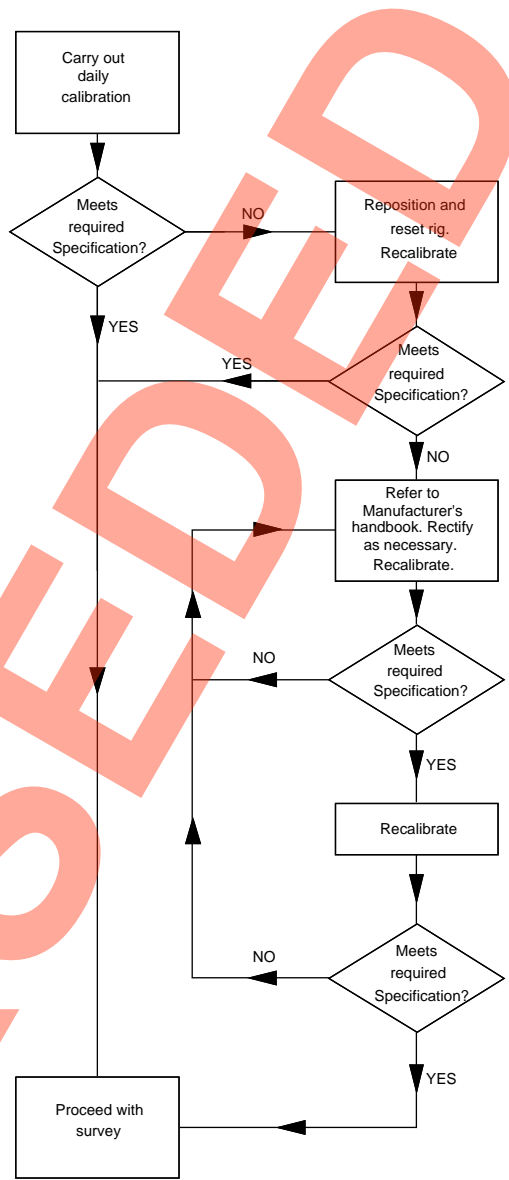 Carry out
daily
calibration
Meets
required
Specification?
NO
Reposition and
reset rig.
Recalibrate
YES
Meets
required
Specification?
YES
NO
Refer to
Manufacturer's
handbook. Rectify
as necessary.
Recalibrate.
Meets
required
Specification?
NO
YES
Recalibrate
Meets
required
Specification?
NO
YES
Proceed with
survey
SEDED